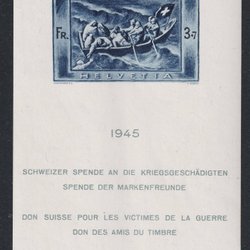 FR. 3+7
HELVETIA
1945
SCHWEIZER SPENDE AN DIE KRIEGSGESCHÄDIGTEN
SPENDE DER MARKENFREUNDE
DON SUISSE POUR LES VICTIMES DE LA GUERRE
DON DES AMIS DU TIMBRE